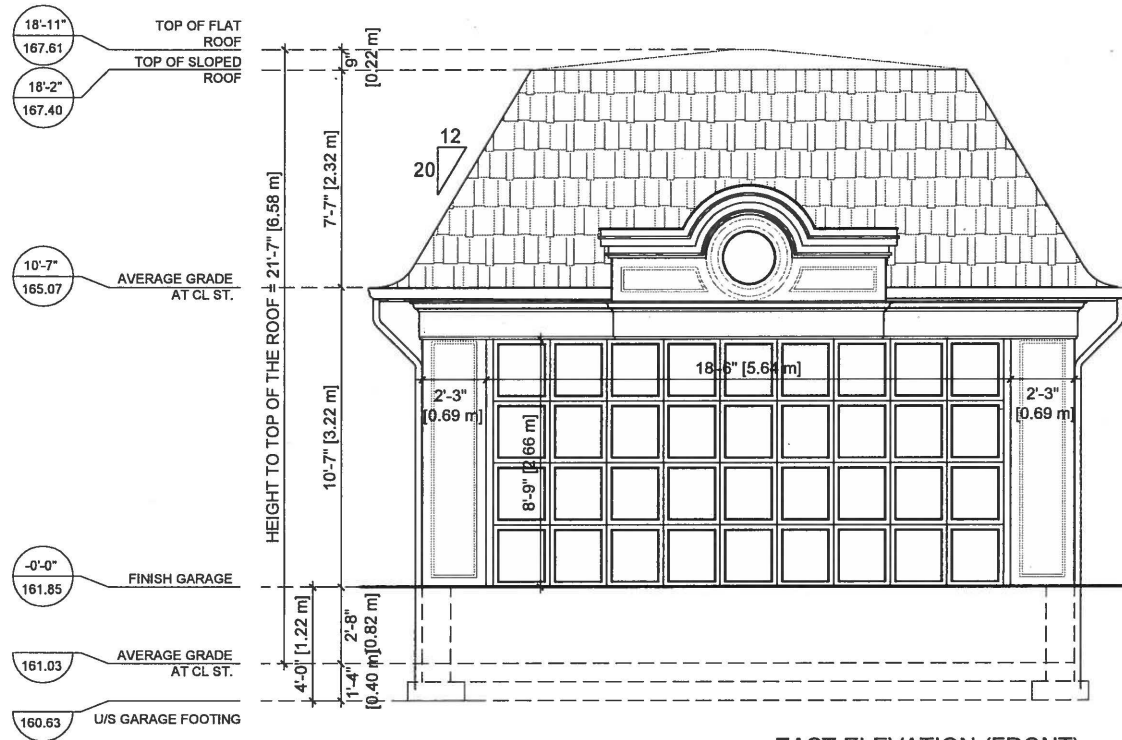 18'-11"
167.61
TOP OF FLAT
ROOF
18'-2"
167.40
TOP OF SLOPED
ROOF
9"
[0.22 m]
12
20
7'-7" [2.32 m]
HEIGHT TO TOP OF THE ROOF = 21'-7" [6.58 m]
10'-7"
165.07
AVERAGE GRADE
AT CL ST.
18'-6" [5.64 m]
2'-3"
[0.69 m]
2'-3"
[0.69 m]
10'-7" [3.22 m]
8'-9" [2.66 m]
-0'-0"
161.85
FINISH GARAGE
4'-0" [1.22 m]
2'-8"
[0.82 m]
1'-4"
[0.40 m]
161.03
AVERAGE GRADE
AT CL ST.
160.63
U/S GARAGE FOOTING
EAST ELEVATION (FRONT)